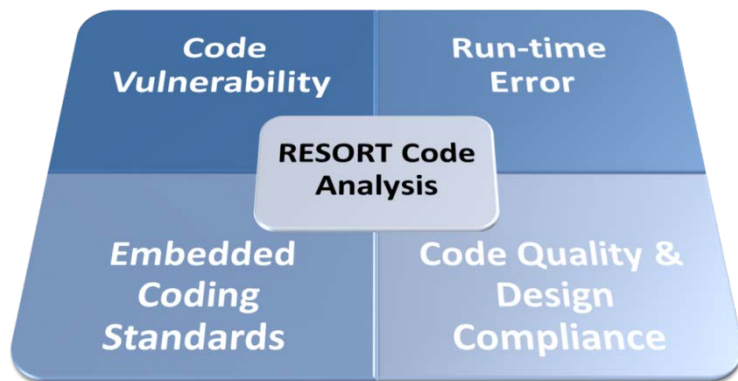 Code
Vulnerability
Run-time
Error
RESORT Code
Analysis
Embedded
Coding
Standards
Code Quality &
Design
Compliance